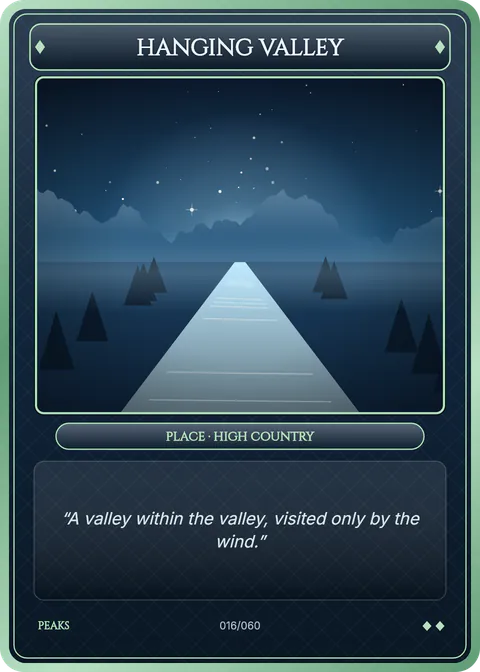 HANGING VALLEY
PLACE · HIGH COUNTRY
“A valley within the valley, visited only by the
wind.”
PEAKS 016/060